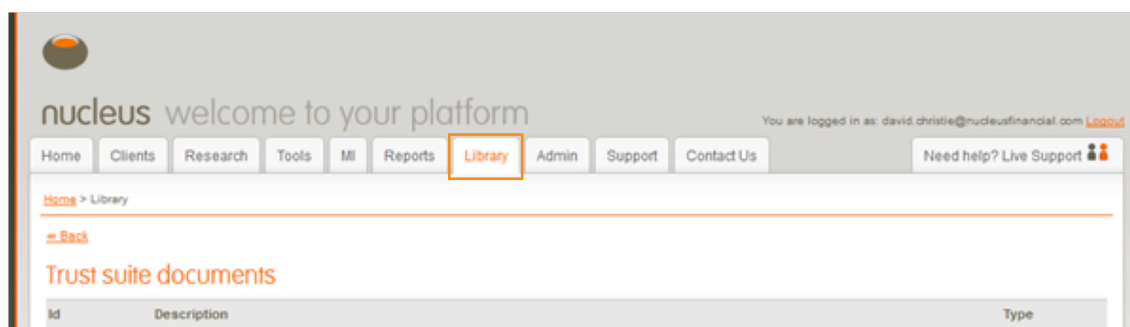 nucleus welcome to your platform
You are logged in as: david.christie@nucleusfinancial.com Logout
Home Clients Research Tools MI Reports Library Admin Support Contact Us Need help? Live Support
Home > Library
⇐ Back
Trust suite documents
Id Description Type